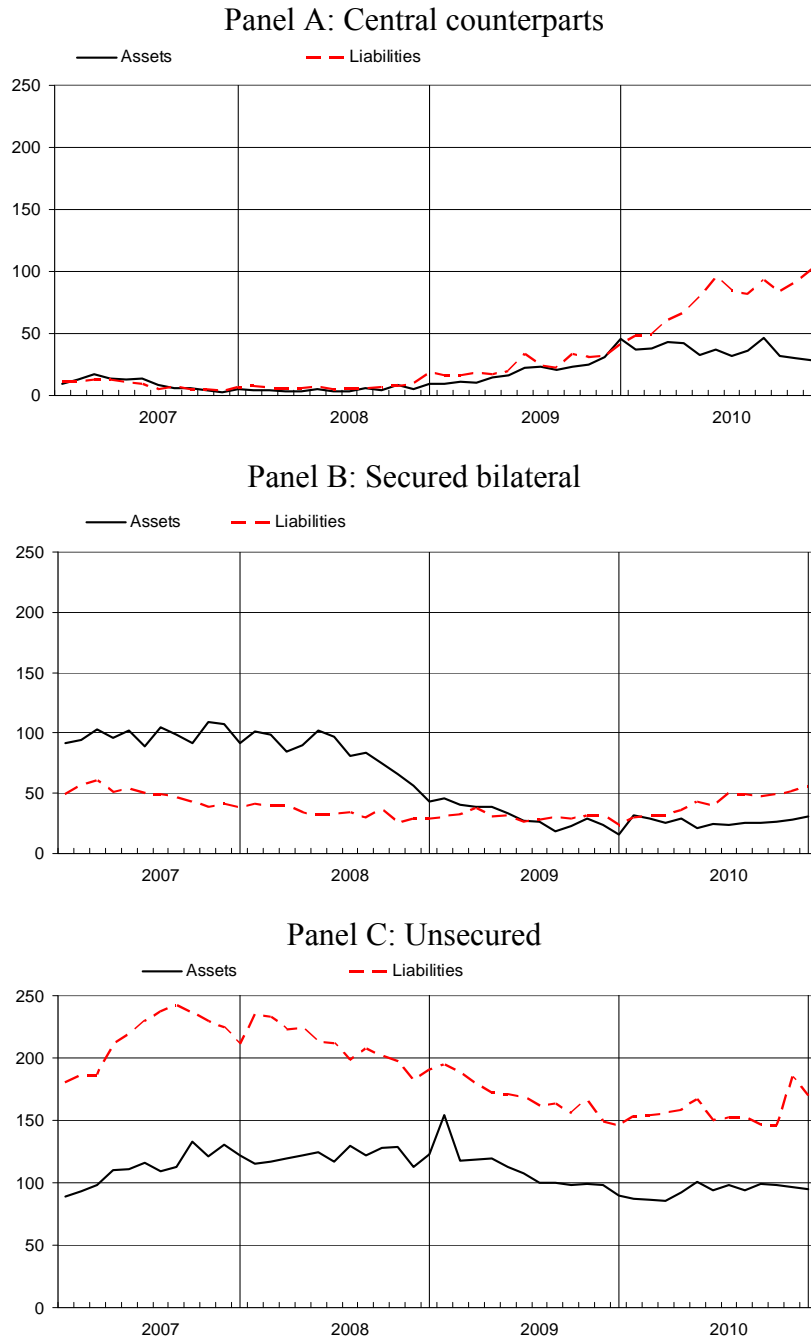 Panel A: Central counterparts
Assets Liabilities
250
200
150
100
50
0
2007 2008 2009 2010
Panel B: Secured bilateral
Assets Liabilities
250
200
150
100
50
0
2007 2008 2009 2010
Panel C: Unsecured
Assets Liabilities
250
200
150
100
50
0
2007 2008 2009 2010